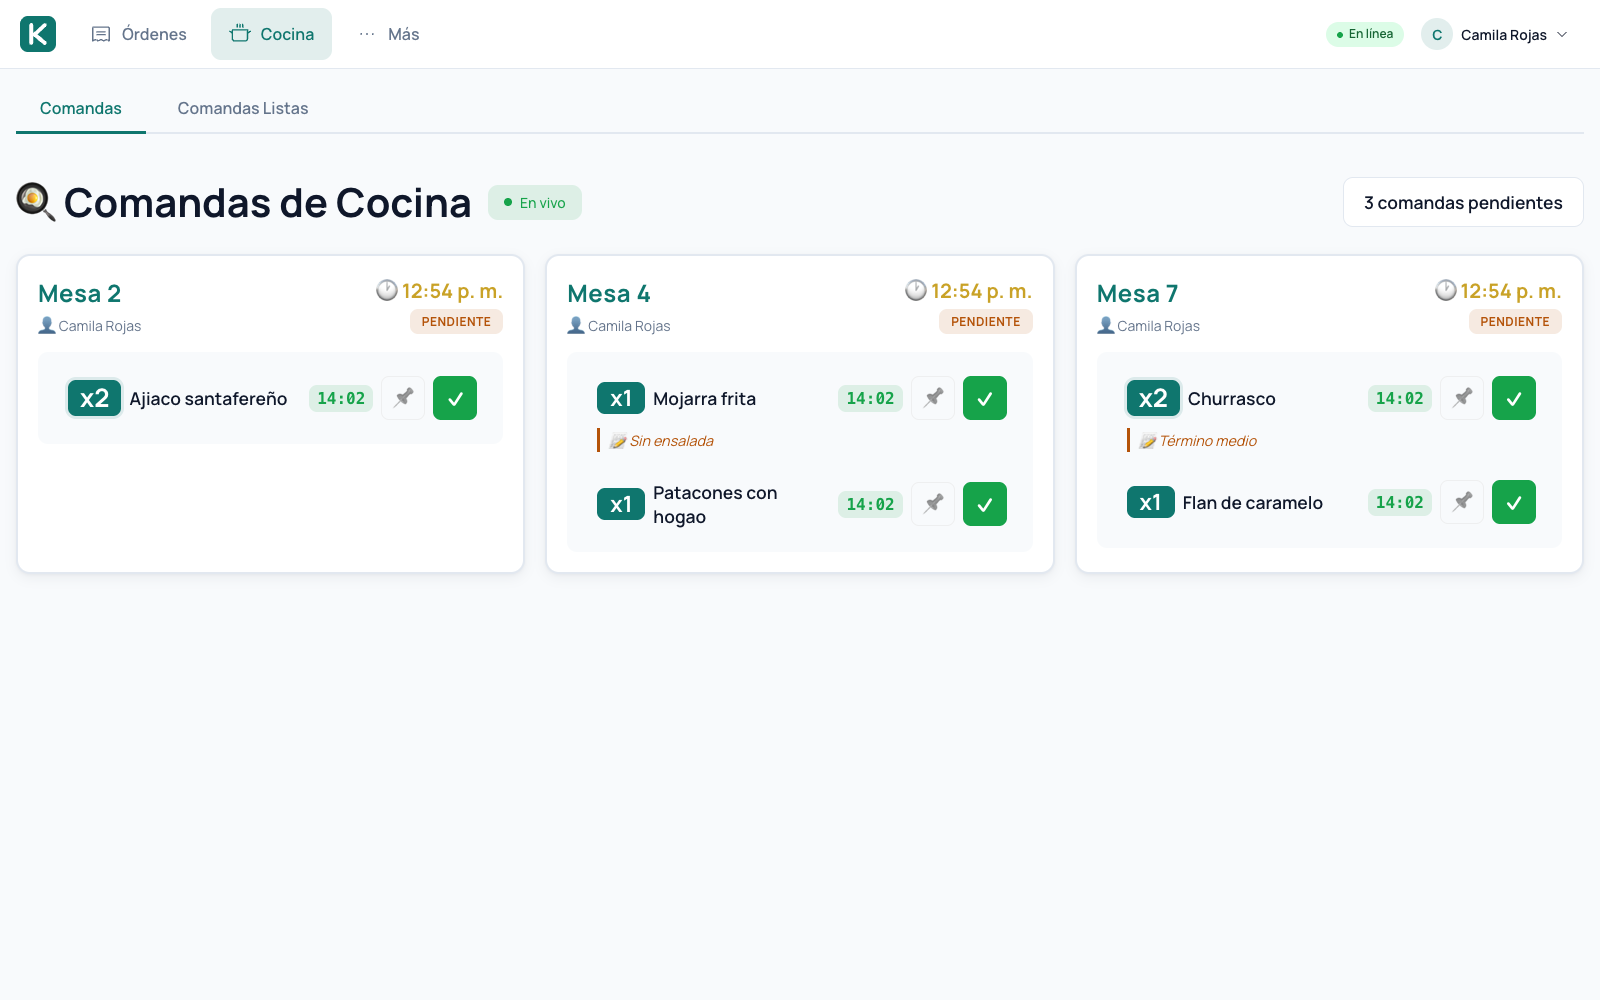 K Órdenes Cocina ··· Más En línea C Camila Rojas
Comandas Comandas Listas
Comandas de Cocina En vivo 3 comandas pendientes
Mesa 2 12:54 p. m.
Camila Rojas PENDIENTE
x2 Ajiaco santafereño 14:02
Mesa 4 12:54 p. m.
Camila Rojas PENDIENTE
x1 Mojarra frita 14:02
Sin ensalada
x1 Patacones con
hogao 14:02
Mesa 7 12:54 p. m.
Camila Rojas PENDIENTE
x2 Churrasco 14:02
Término medio
x1 Flan de caramelo 14:02